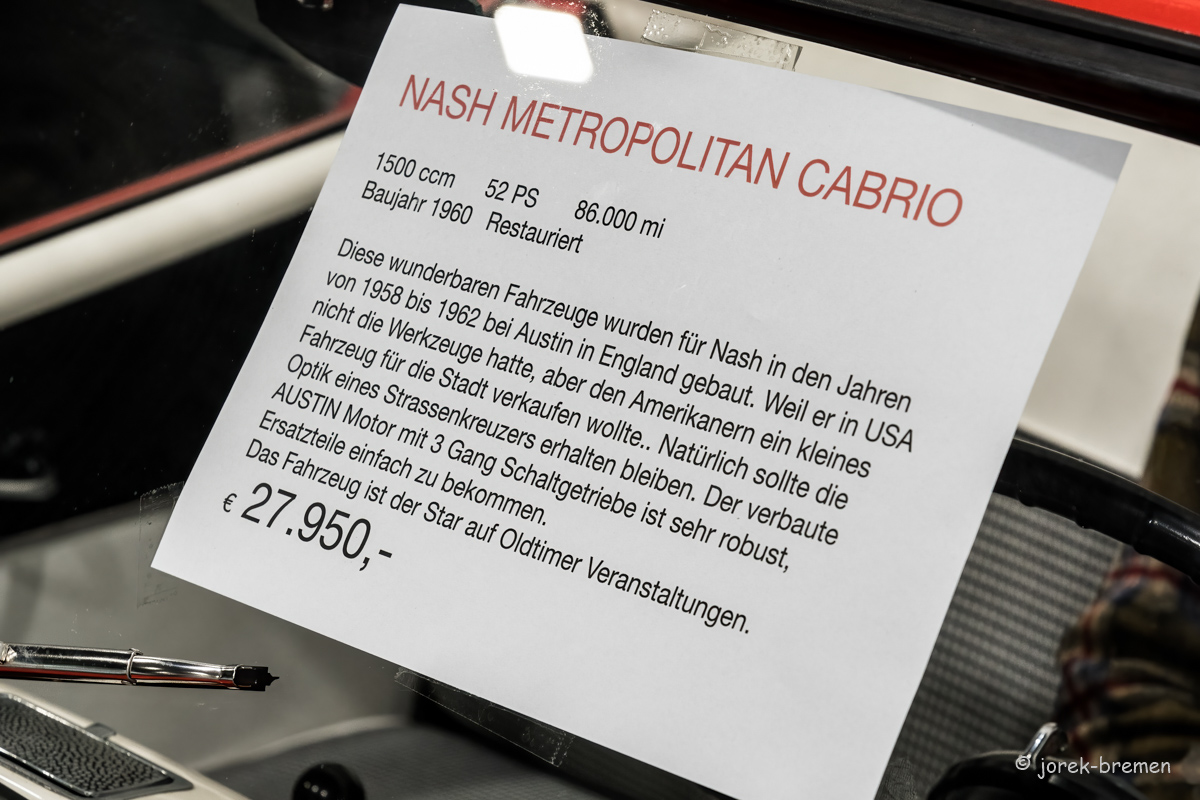 NASH METROPOLITAN CABRIO
1500 ccm 52 PS 86.000 mi
Baujahr 1960 Restauriert
Diese wunderbaren Fahrzeuge wurden für Nash in den Jahren
von 1958 bis 1962 bei Austin in England gebaut. Weil er in USA
nicht die Werkzeuge hatte, aber den Amerikanern ein kleines
Fahrzeug für die Stadt verkaufen wollte.. Natürlich sollte die
Optik eines Strassenkreuzers erhalten bleiben. Der verbaute
AUSTIN Motor mit 3 Gang Schaltgetriebe ist sehr robust,
Ersatzteile einfach zu bekommen.
Das Fahrzeug ist der Star auf Oldtimer Veranstaltungen.
€ 27.950,-
© jorek-bremen